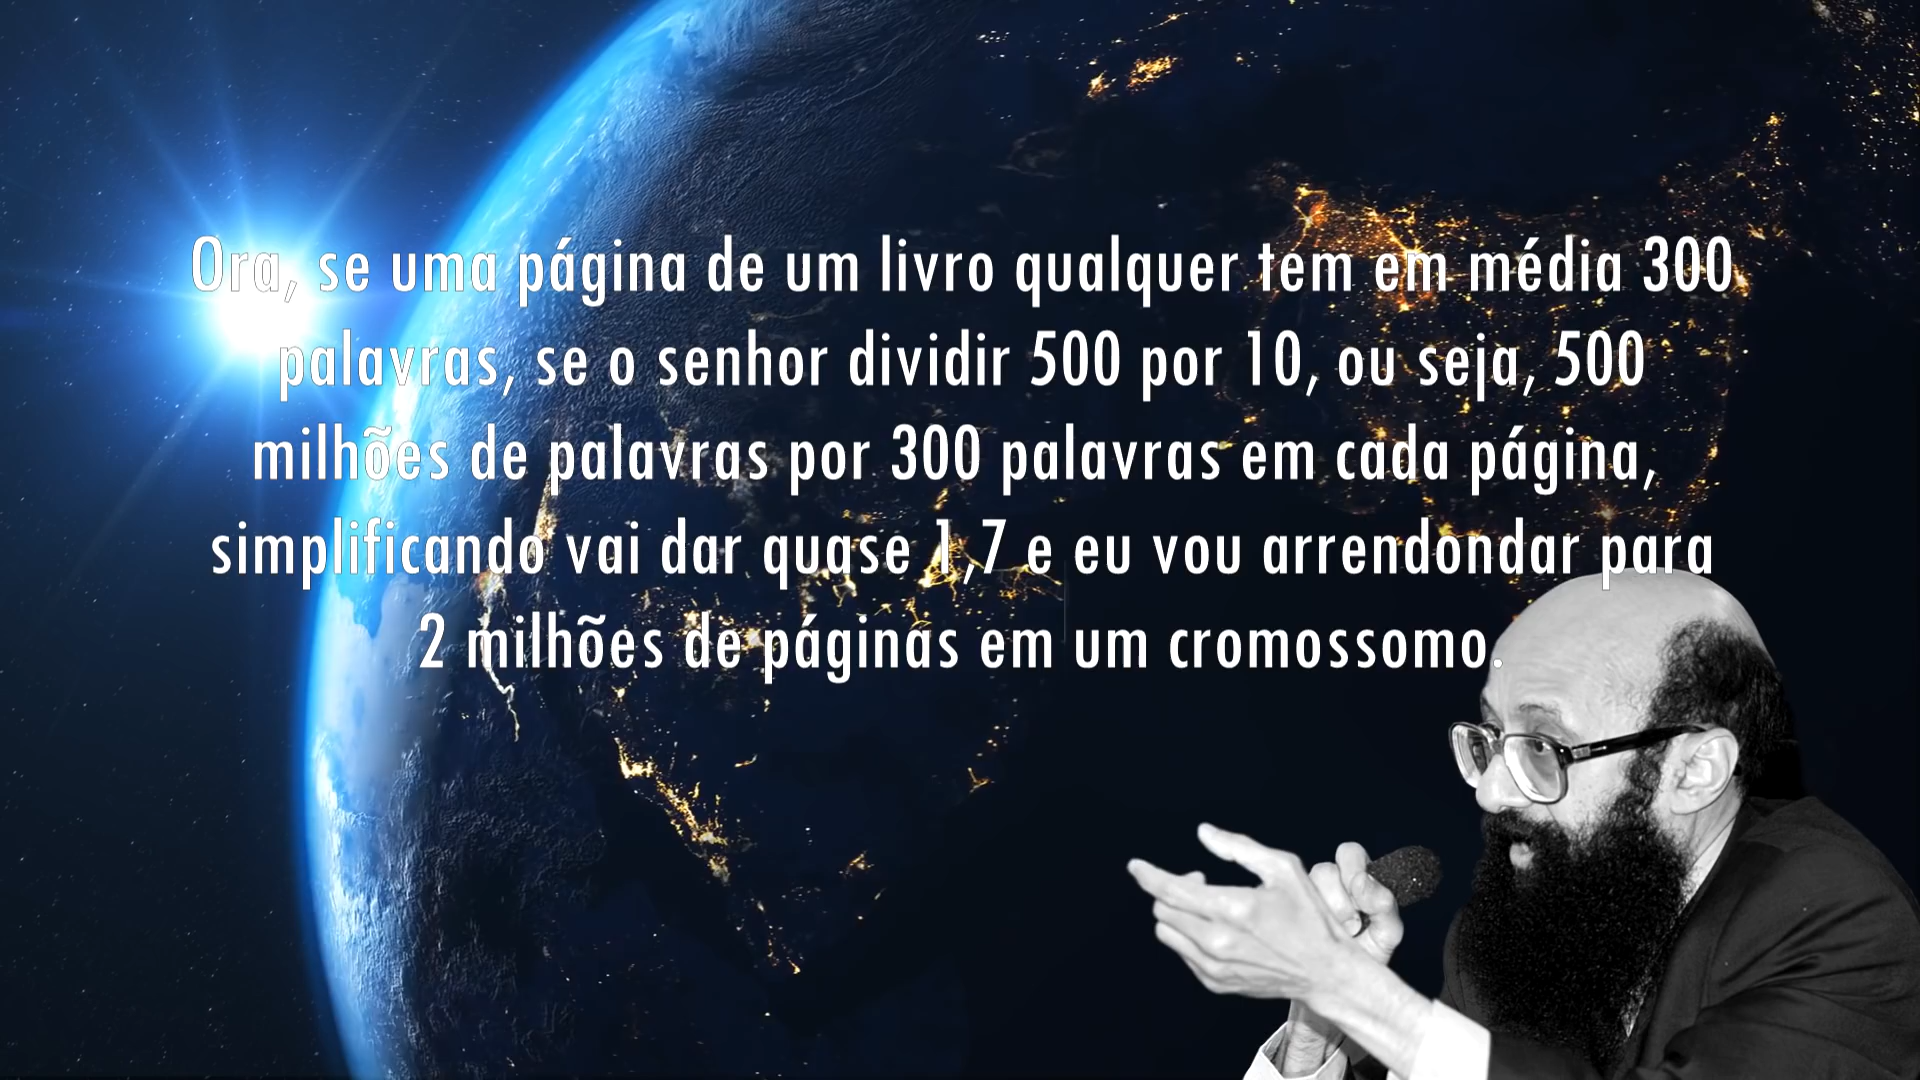 Ora, se uma página de um livro qualquer tem em média 300
palavras, se o senhor dividir 500 por 10, ou seja, 500
milhões de palavras por 300 palavras em cada página,
simplificando vai dar quase 1,7 e eu vou arrendondar para
2 milhões de páginas em um cromossomo.